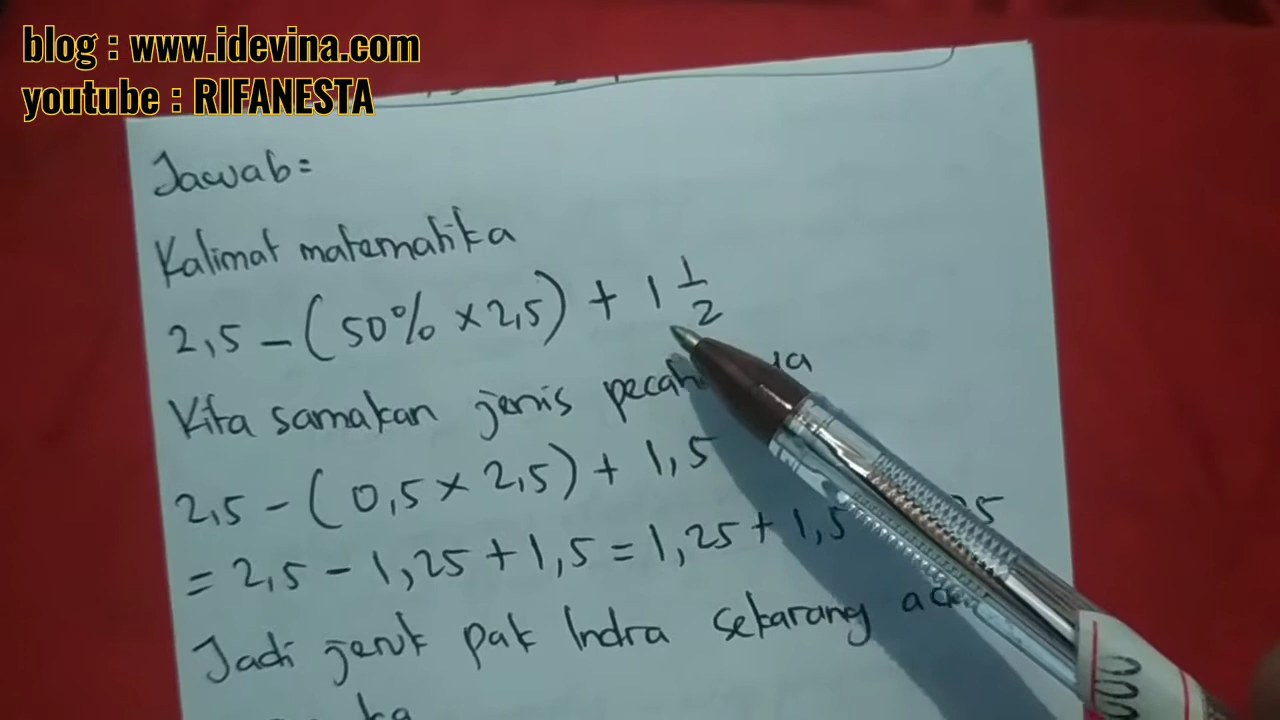 blog : www.idevina.com
youtube : RIFANESTA
Jawab =
Kalimat matematika
2,5 - (50% × 2,5) + 1 1/2
Kita samakan jenis
2,5 - (0,5 × 2,5) + 1,5
= 2,5 - 1,25 + 1,5 = 1,25 + 1,5
Jadi jeruk pak Indra sekarang